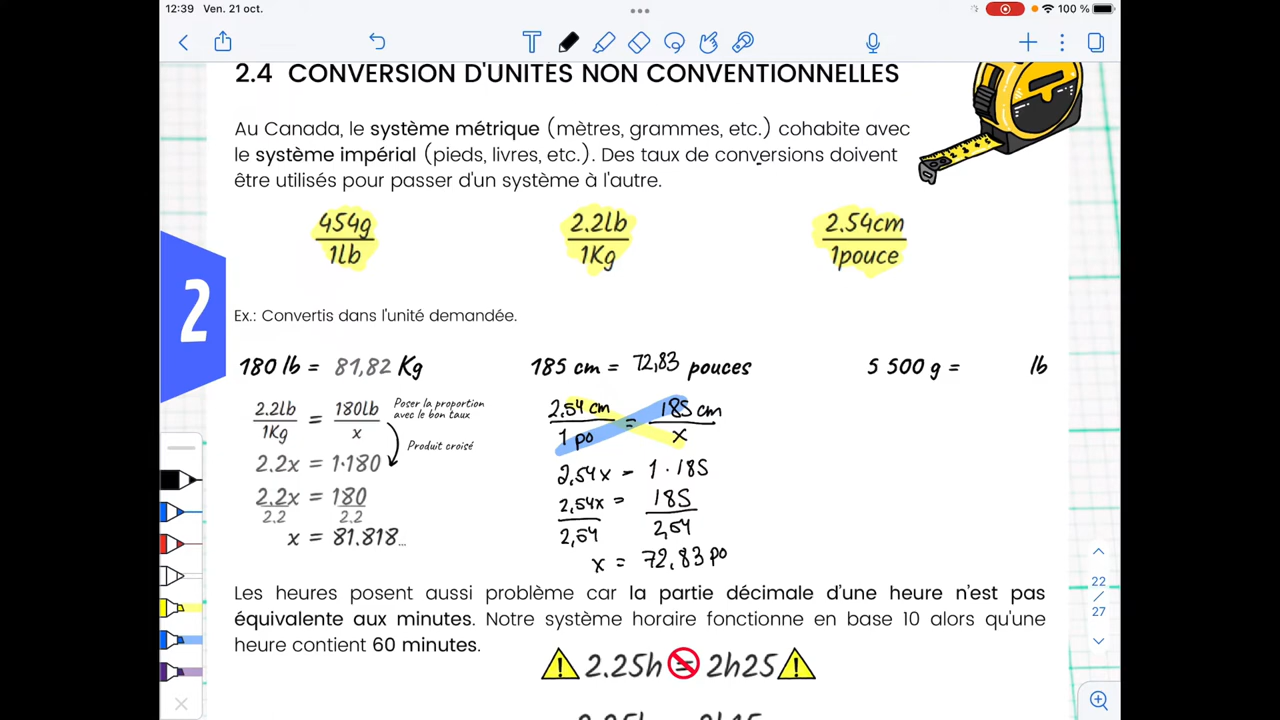 12:39 Ven. 21 oct.
100 %
2.4 CONVERSION D'UNITÉS NON CONVENTIONNELLES
Au Canada, le système métrique (mètres, grammes, etc.) cohabite avec
le système impérial (pieds, livres, etc.). Des taux de conversions doivent
être utilisés pour passer d'un système à l'autre.
454g
1lb
2.2lb
1Kg
2.54cm
1pouce
2
Ex.: Convertis dans l'unité demandée.
180 lb = 81,82 Kg
2.2lb = 180lb
1Kg x
Poser la proportion
avec le bon taux
Produit croisé
2.2x = 1·180
2.2x = 180
2.2 2.2
x = 81.818...
185 cm = 72,83 pouces
2,54 cm = 185 cm
1 po x
2,54x = 1 · 185
2,54x = 185
2,54 2,54
x = 72,83 po
5 500 g = lb
Les heures posent aussi problème car la partie décimale d'une heure n'est pas
équivalente aux minutes. Notre système horaire fonctionne en base 10 alors qu'une
heure contient 60 minutes.
2.25h = 2h25
22
/
27